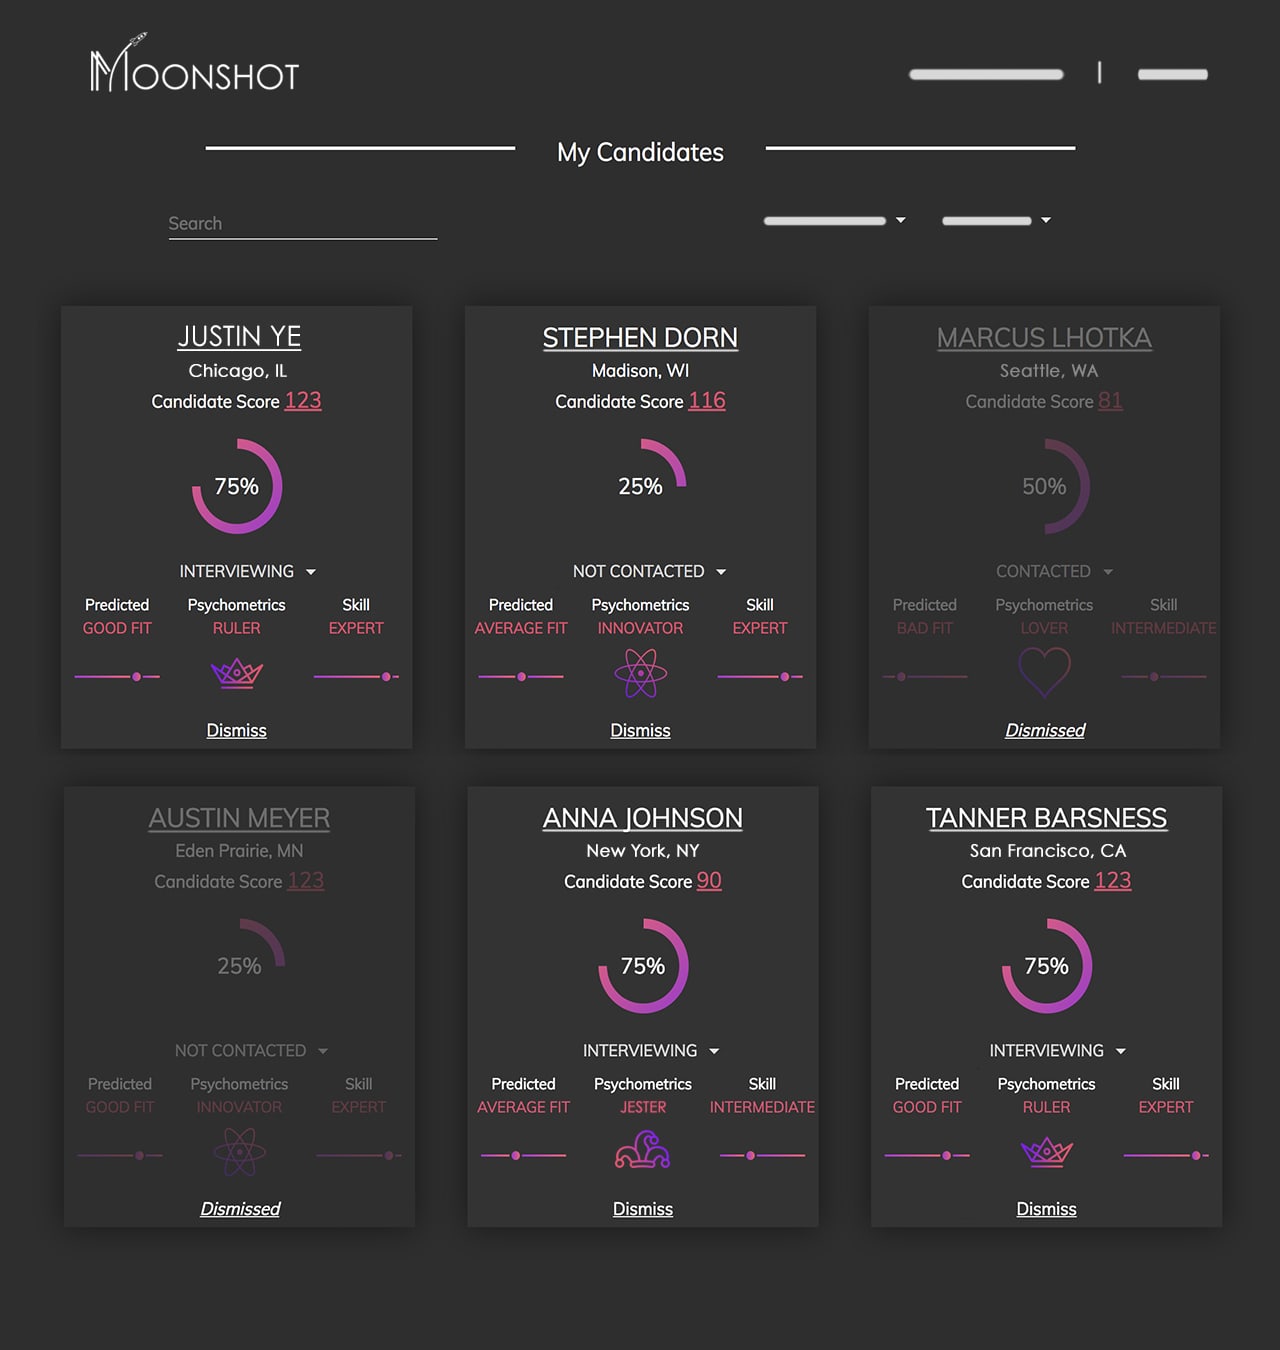 MOONSHOT
My Candidates
Search
JUSTIN YE
Chicago, IL
Candidate Score 123
75%
INTERVIEWING
Predicted Psychometrics Skill
GOOD FIT RULER EXPERT
Dismiss
STEPHEN DORN
Madison, WI
Candidate Score 116
25%
NOT CONTACTED
Predicted Psychometrics Skill
AVERAGE FIT INNOVATOR EXPERT
Dismiss
MARCUS LHOTKA
Seattle, WA
Candidate Score 81
50%
CONTACTED
Predicted Psychometrics Skill
BAD FIT LOVER INTERMEDIATE
Dismissed
AUSTIN MEYER
Eden Prairie, MN
Candidate Score 123
25%
NOT CONTACTED
Predicted Psychometrics Skill
GOOD FIT INNOVATOR EXPERT
Dismissed
ANNA JOHNSON
New York, NY
Candidate Score 90
75%
INTERVIEWING
Predicted Psychometrics Skill
AVERAGE FIT JESTER INTERMEDIATE
Dismiss
TANNER BARSNESS
San Francisco, CA
Candidate Score 123
75%
INTERVIEWING
Predicted Psychometrics Skill
GOOD FIT RULER EXPERT
Dismiss